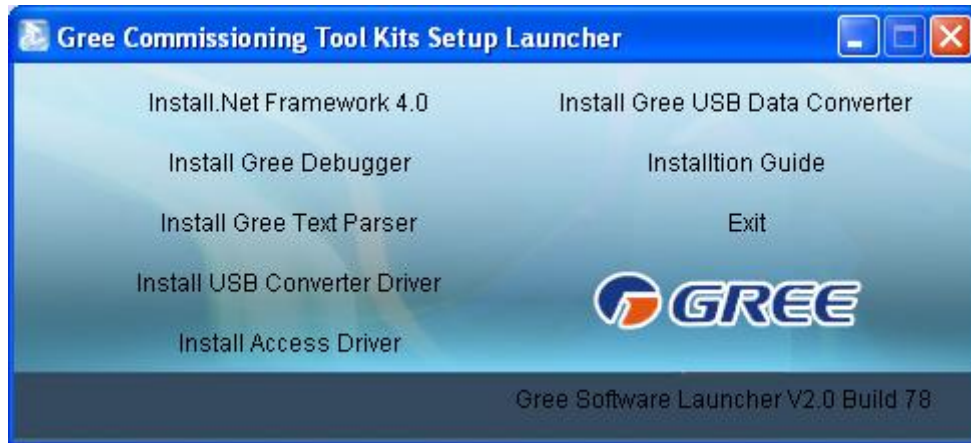 Gree Commissioning Tool Kits Setup Launcher
Install.Net Framework 4.0
Install Gree Debugger
Install Gree Text Parser
Install USB Converter Driver
Install Access Driver
Install Gree USB Data Converter
Installtion Guide
Exit
GREE
Gree Software Launcher V2.0 Build 78